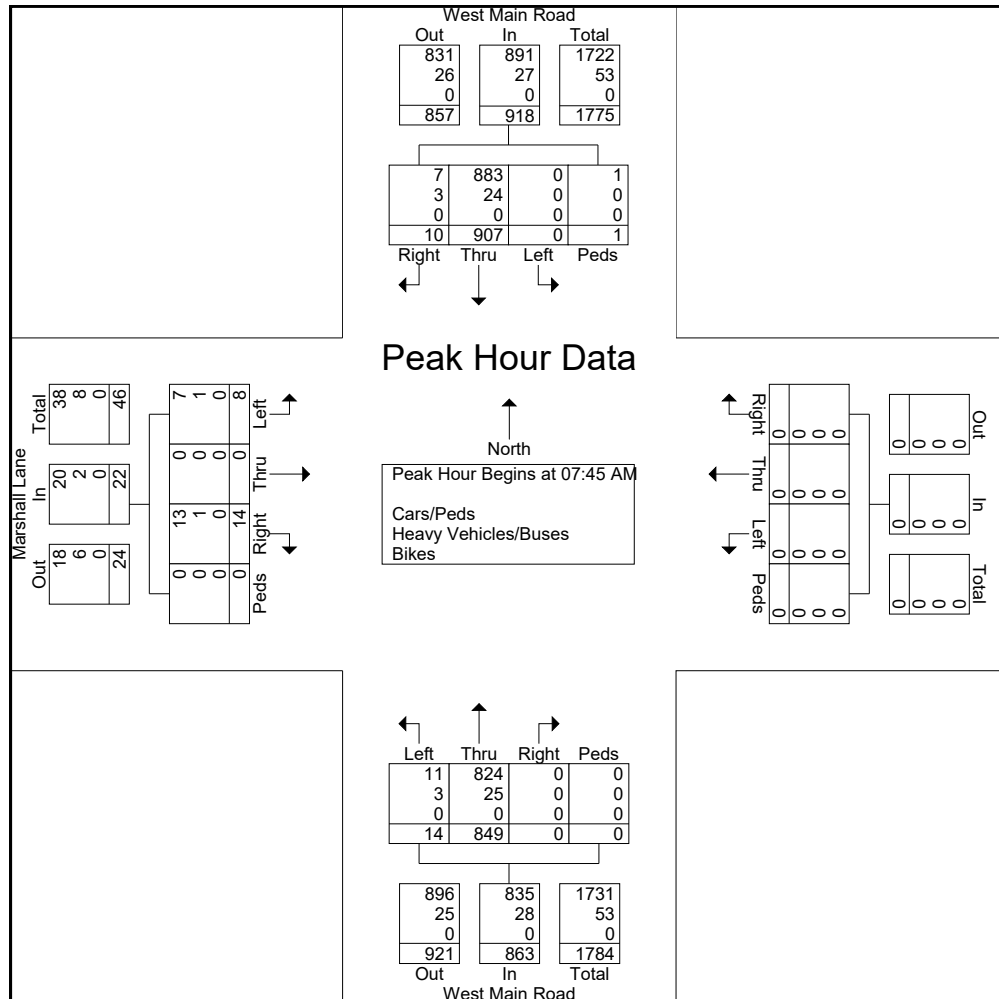 West Main Road
Out In Total
831 891 1722
26 27 53
0 0 0
857 918 1775
7 883 0 1
3 24 0 0
0 0 0 0
10 907 0 1
Right Thru Left Peds
Peak Hour Data
North
Peak Hour Begins at 07:45 AM
Cars/Peds
Heavy Vehicles/Buses
Bikes
Marshall Lane
Out In Total
18 20 38
6 2 8
0 0 0
24 22 46
Peds Right Thru Left
0 13 0 7
0 1 0 1
0 0 0 0
0 14 0 8
Out In Total
0 0 0
0 0 0
0 0 0
0 0 0
Right Thru Left Peds
0 0 0 0
0 0 0 0
0 0 0 0
0 0 0 0
Left Thru Right Peds
11 824 0 0
3 25 0 0
0 0 0 0
14 849 0 0
896 835 1731
25 28 53
0 0 0
921 863 1784
Out In Total
West Main Road